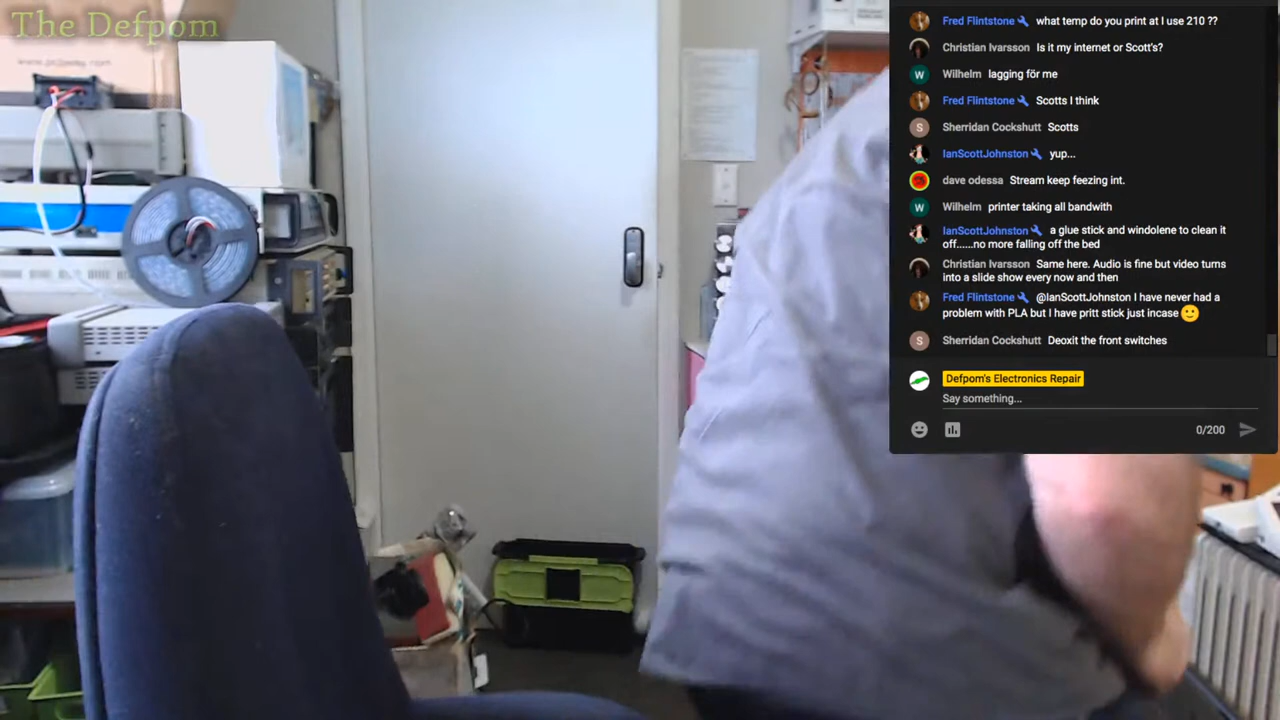 The Defpom
Fred Flintstone what temp do you print at I use 210 ??
Christian Ivarsson Is it my internet or Scott's?
W Wilhelm lagging för me
Fred Flintstone Scotts I think
S Sherridan Cockshutt Scotts
IanScottJohnston yup...
dave odessa Stream keep feezing int.
W Wilhelm printer taking all bandwith
IanScottJohnston a glue stick and windolene to clean it
off......no more falling off the bed
Christian Ivarsson Same here. Audio is fine but video turns
into a slide show every now and then
Fred Flintstone @IanScottJohnston I have never had a
problem with PLA but I have pritt stick just incase 🙂
S Sherridan Cockshutt Deoxit the front switches
Defpom's Electronics Repair
Say something...
0/200